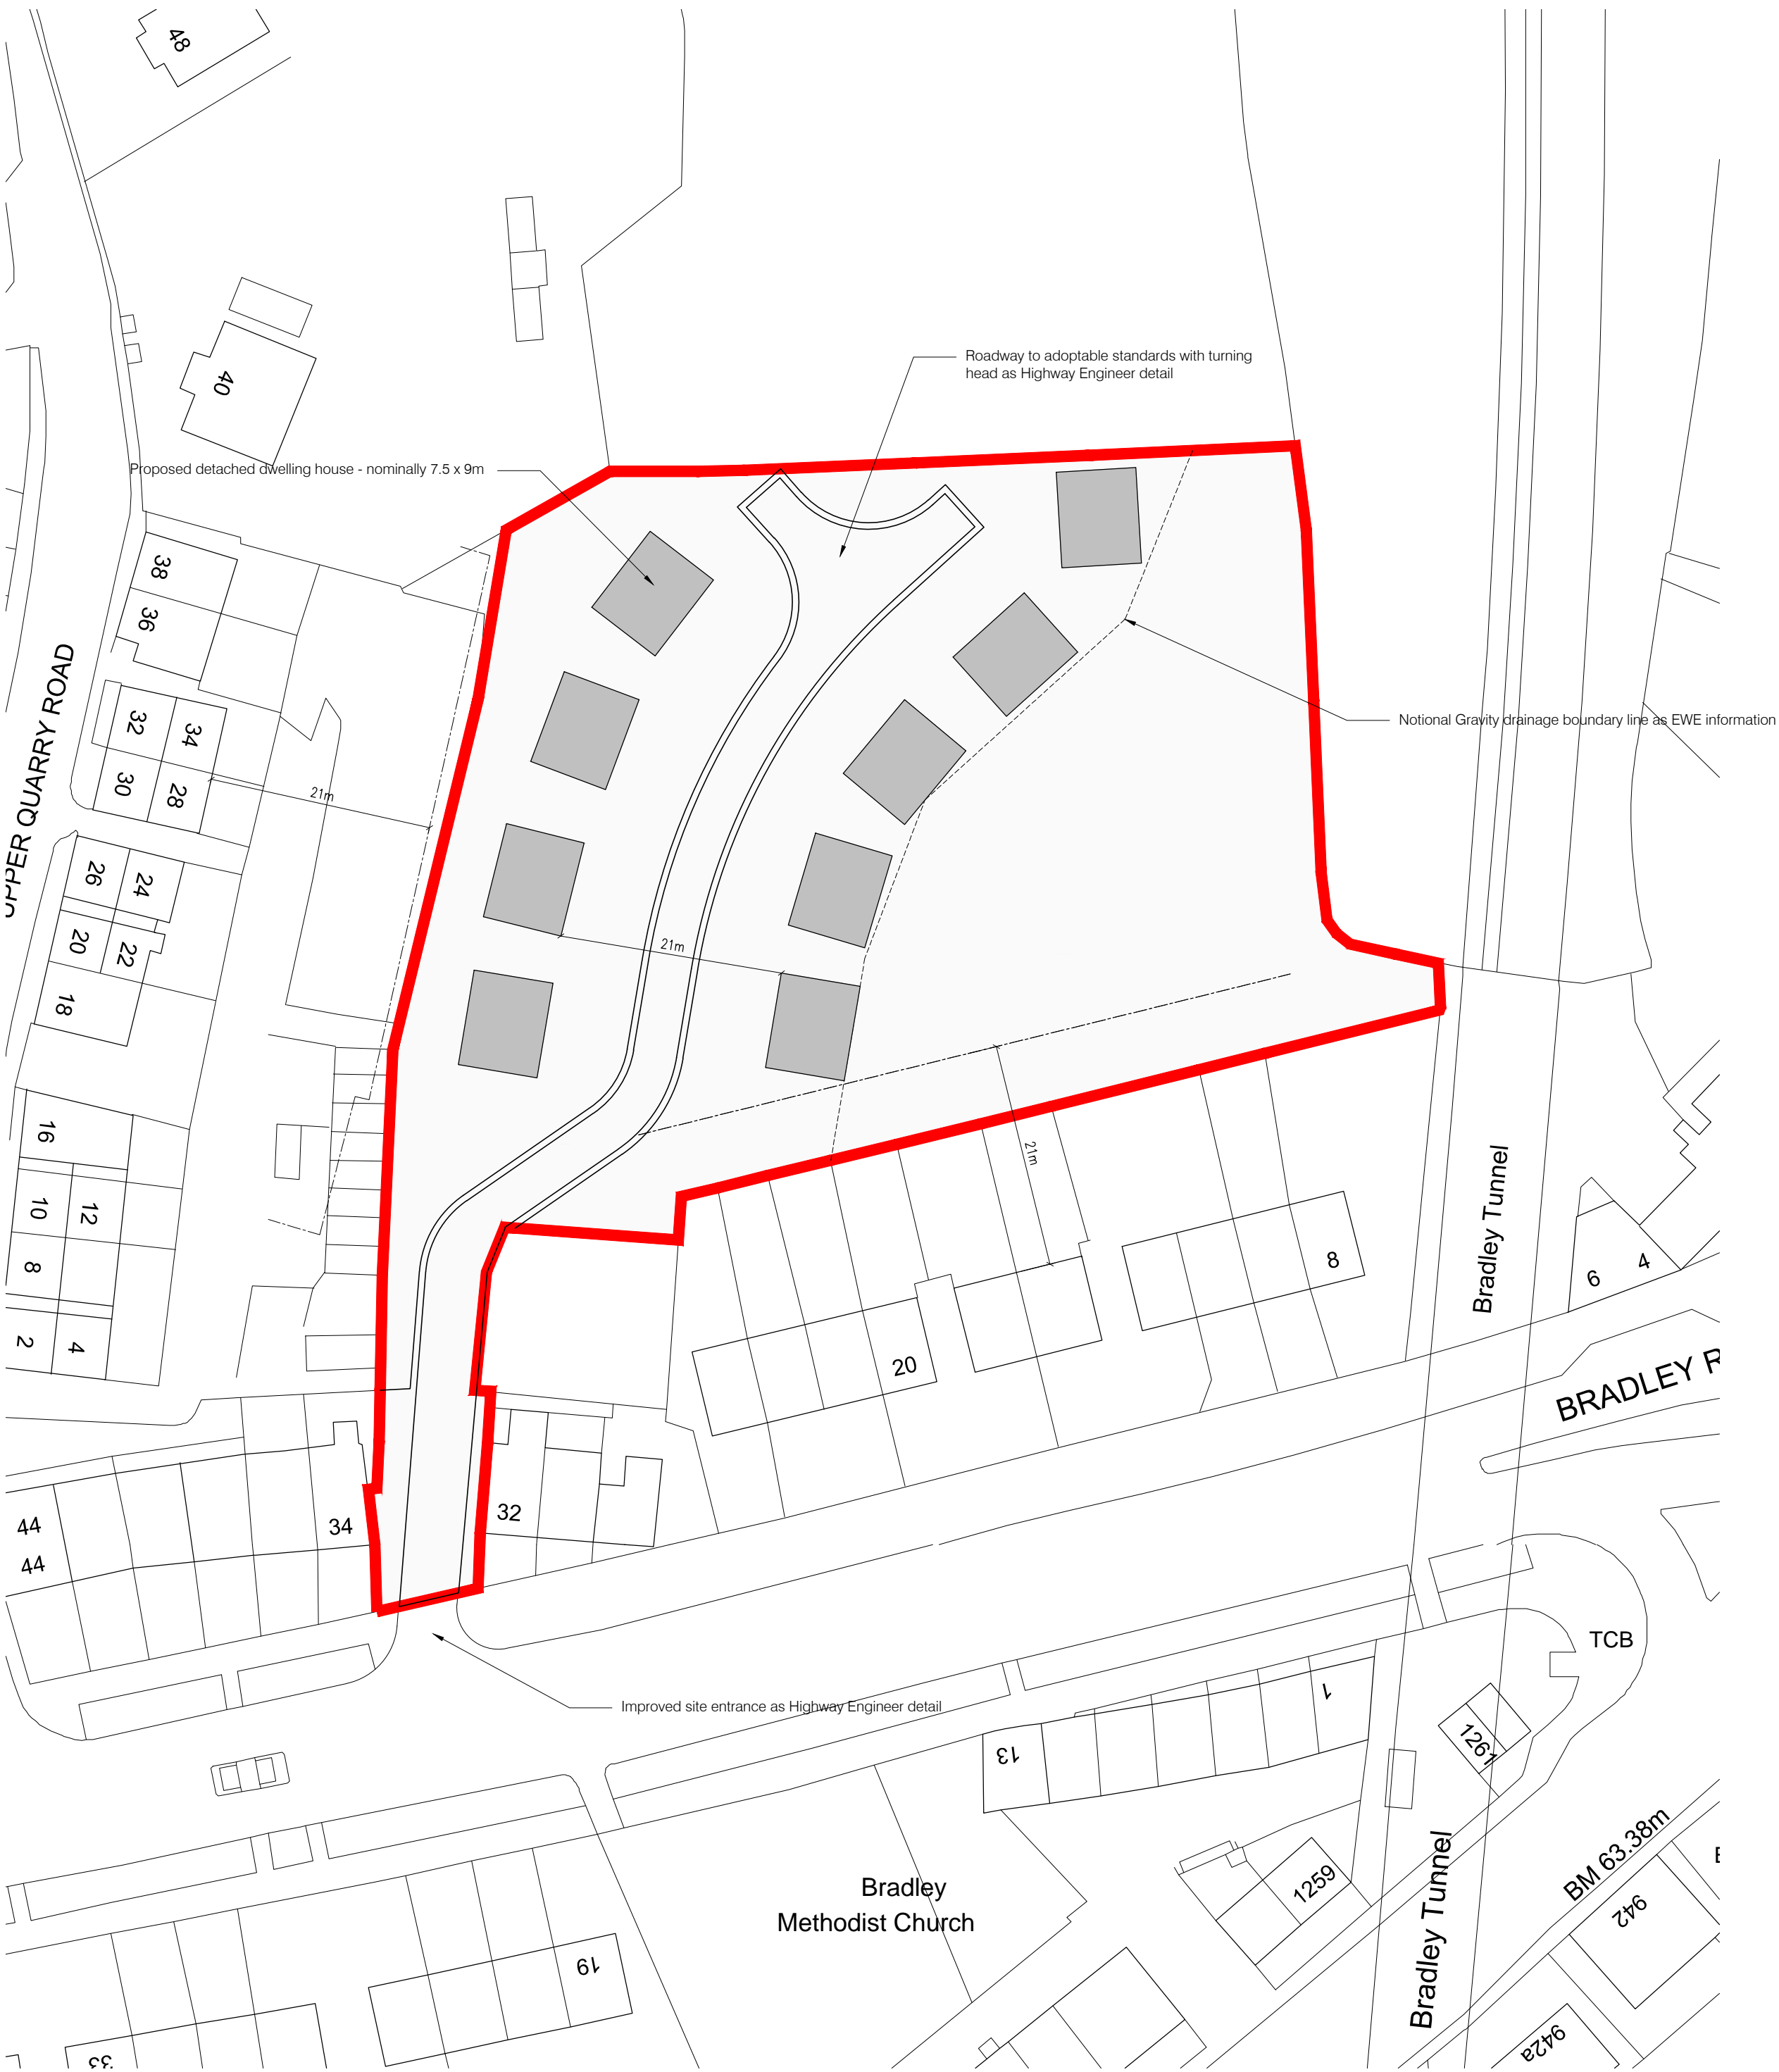 48
40
Roadway to adoptable standards with turning
head as Highway Engineer detail
Proposed detached dwelling house - nominally 7.5 x 9m
38
36
UPPER QUARRY ROAD
32
34
30
28
21m
Notional Gravity drainage boundary line as EWE information
26
24
20
22
18
21m
16
10
12
8
2
4
21m
8
20
Bradley Tunnel
6
4
BRADLEY R
44
44
34
32
TCB
Improved site entrance as Highway Engineer detail
13
1
1261
Bradley
Methodist Church
1259
Bradley Tunnel
BM 63.38m
942
19
33
942a